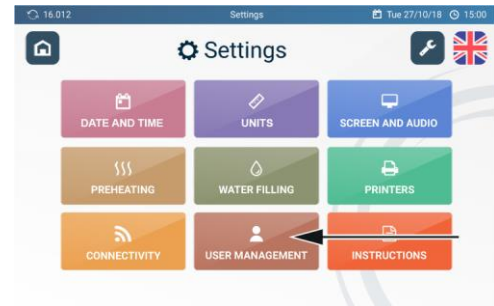 16.012 Settings Tue 27/10/18 15:00
Settings
DATE AND TIME UNITS SCREEN AND AUDIO
PREHEATING WATER FILLING PRINTERS
CONNECTIVITY USER MANAGEMENT INSTRUCTIONS